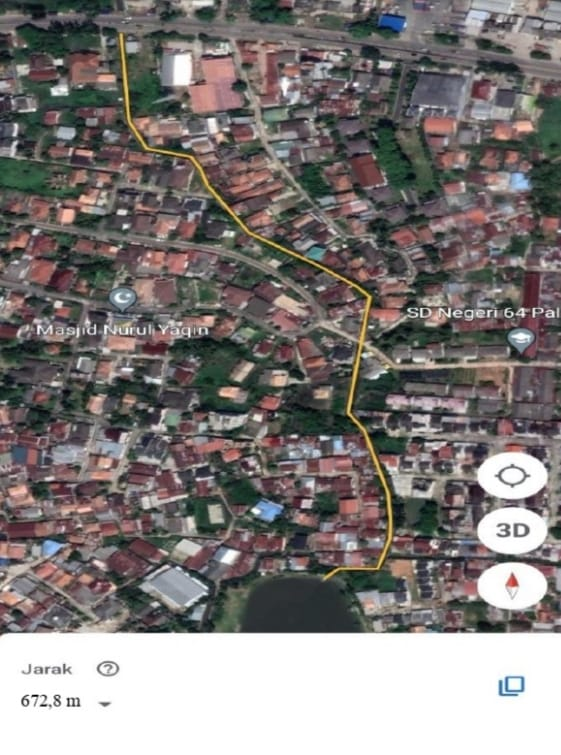 SD Negeri 64 Pal
Masjid Nurul Yaqin
3D
Jarak ?
672,8 m